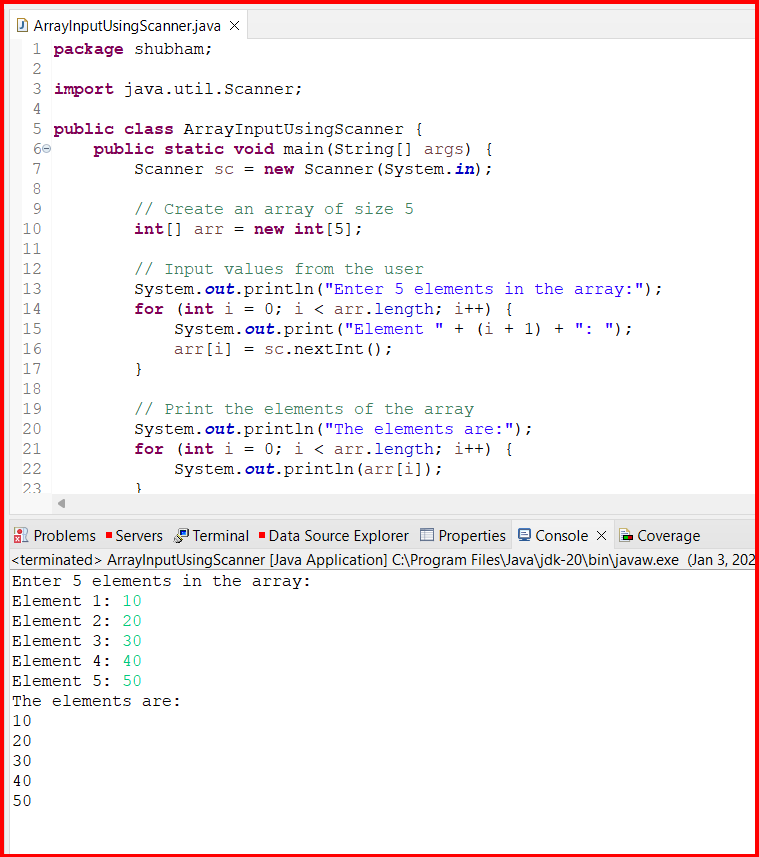 ArrayInputUsingScanner.java
1 package shubham;
2
3 import java.util.Scanner;
4
5 public class ArrayInputUsingScanner {
6     public static void main(String[] args) {
7         Scanner sc = new Scanner(System.in);
8
9         // Create an array of size 5
10         int[] arr = new int[5];
11
12         // Input values from the user
13         System.out.println("Enter 5 elements in the array:");
14         for (int i = 0; i < arr.length; i++) {
15             System.out.print("Element " + (i + 1) + ": ");
16             arr[i] = sc.nextInt();
17         }
18
19         // Print the elements of the array
20         System.out.println("The elements are:");
21         for (int i = 0; i < arr.length; i++) {
22             System.out.println(arr[i]);
23         }
Problems Servers Terminal Data Source Explorer Properties Console Coverage
<terminated> ArrayInputUsingScanner [Java Application] C:\Program Files\Java\jdk-20\bin\javaw.exe (Jan 3, 202
Enter 5 elements in the array:
Element 1: 10
Element 2: 20
Element 3: 30
Element 4: 40
Element 5: 50
The elements are:
10
20
30
40
50